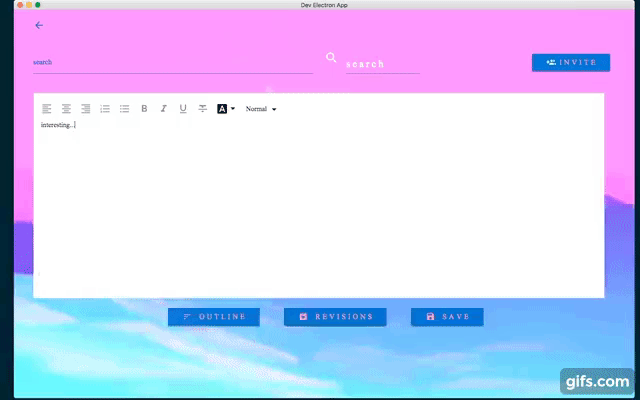 Dev Electron App
search
search
INVITE
B I U A Normal
interesting..
OUTLINE REVISIONS SAVE
gifs.com